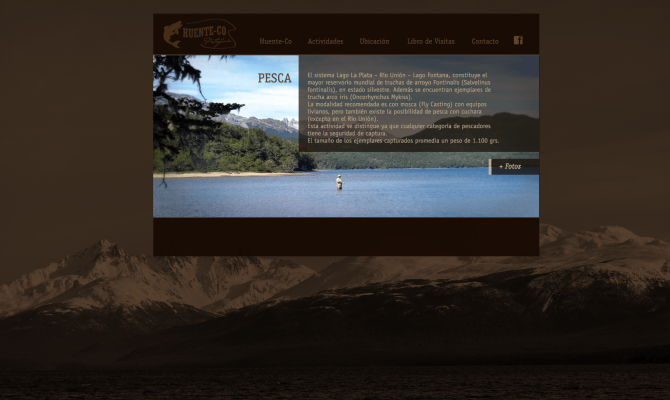 HUENTE-CO
Huente-Co Actividades Ubicación Libro de Visitas Contacto
PESCA
El sistema Lago La Plata – Río Unión – Lago Fontana, constituye el
mayor reservorio mundial de truchas de arroyo Fontinalis (Salvelinus
fontinalis), en estado silvestre. Además se encuentran ejemplares de
trucha arco iris (Oncorhynchus Mykiss).
La modalidad recomendada es con mosca (Fly Casting) con equipos
livianos, pero también existe la posibilidad de pesca con cuchara
(excepto en el Río Unión).
Esta actividad se distingue ya que cualquier categoría de pescadores
tiene la seguridad de captura.
El tamaño de los ejemplares capturados promedia un peso de 1.100 grs.
+ Fotos